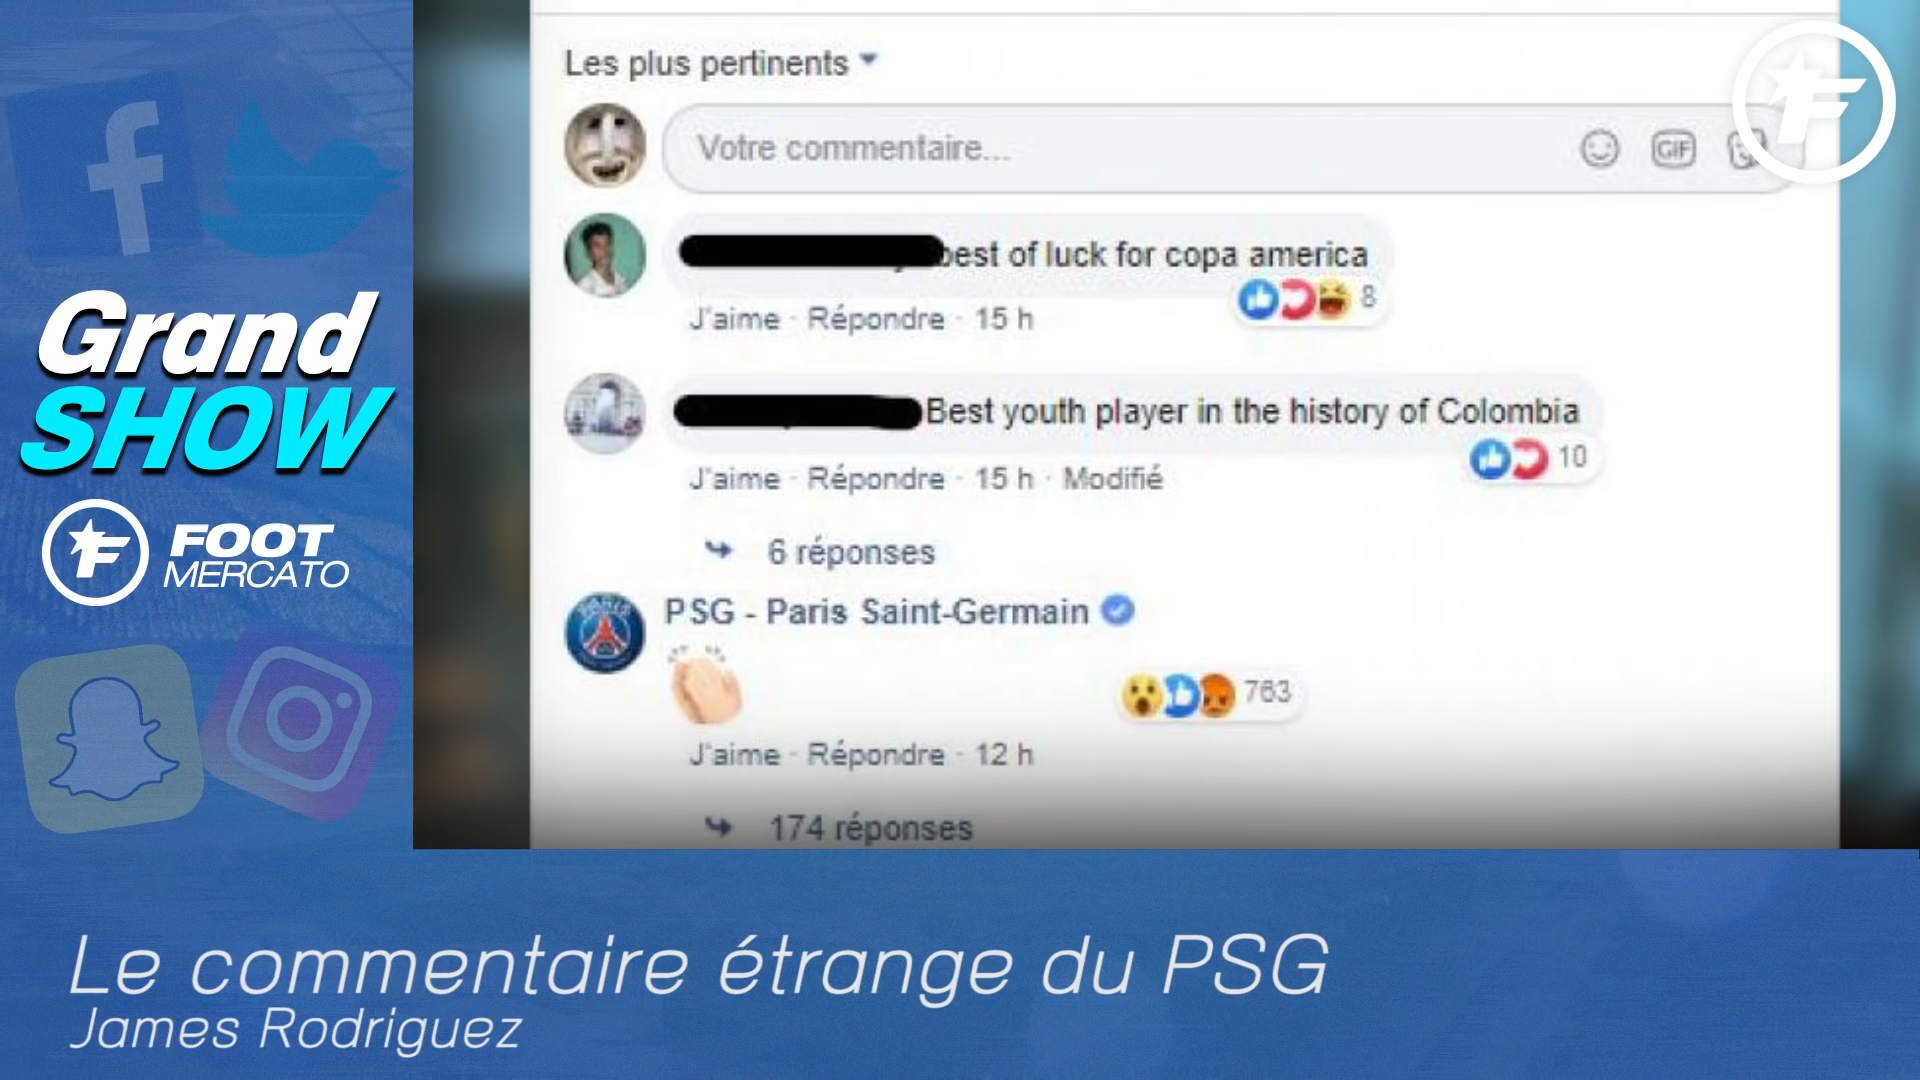 Les plus pertinents
Votre commentaire...
GIF
best of luck for copa america
8
J'aime · Répondre · 15 h
Best youth player in the history of Colombia
10
J'aime · Répondre · 15 h · Modifié
6 réponses
PSG - Paris Saint-Germain
763
J'aime · Répondre · 12 h
174 réponses
Grand
SHOW
FOOT
MERCATO
Le commentaire étrange du PSG
James Rodriguez